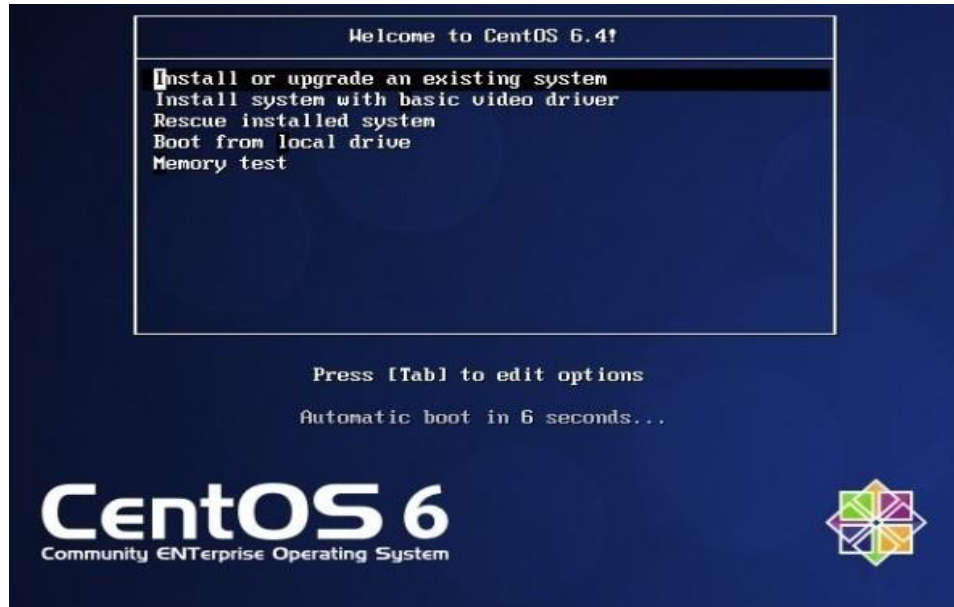 Welcome to CentOS 6.4!
Install or upgrade an existing system
Install system with basic video driver
Rescue installed system
Boot from local drive
Memory test
Press [Tab] to edit options
Automatic boot in 6 seconds...
CentOS 6
Community ENTerprise Operating System